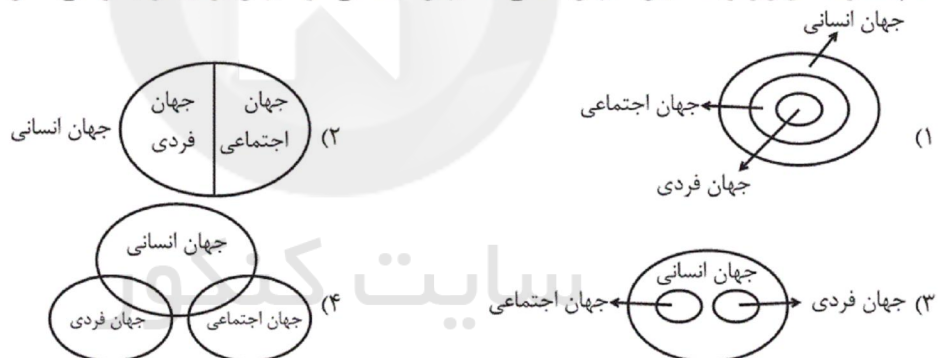 ۱)
جهان انسانی
جهان اجتماعی
جهان فردی
۲)
جهان اجتماعی
جهان فردی
جهان انسانی
۳)
جهان انسانی
جهان فردی
جهان اجتماعی
۴)
جهان انسانی
جهان اجتماعی
جهان فردی
سایت کنکور